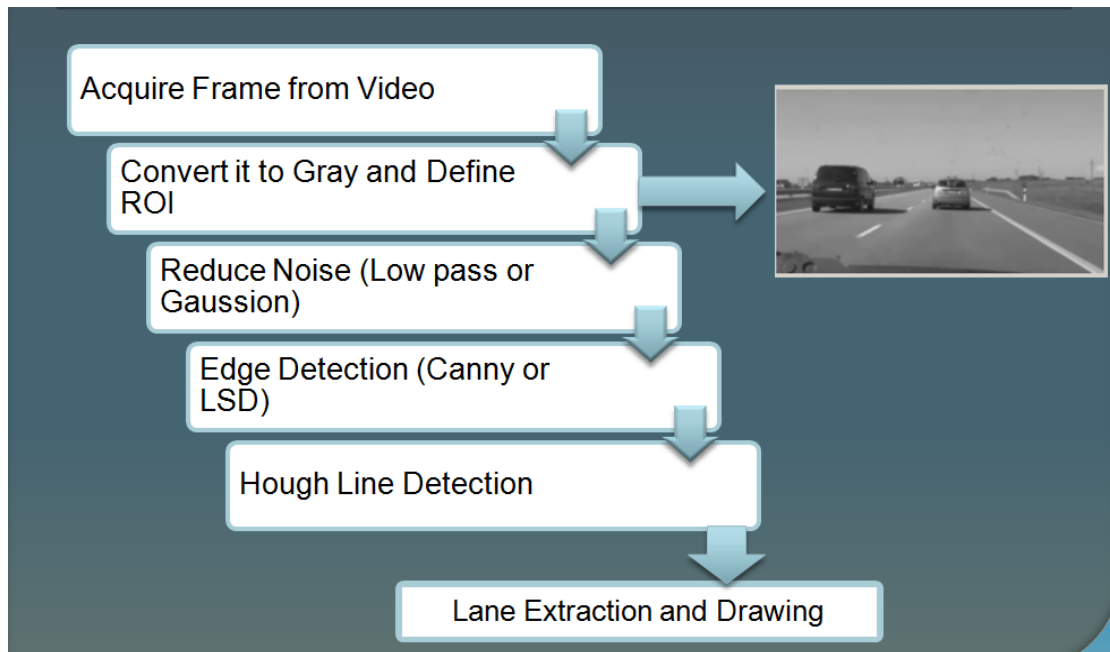 Acquire Frame from Video
Convert it to Gray and Define
ROI
Reduce Noise (Low pass or
Gaussion)
Edge Detection (Canny or
LSD)
Hough Line Detection
Lane Extraction and Drawing